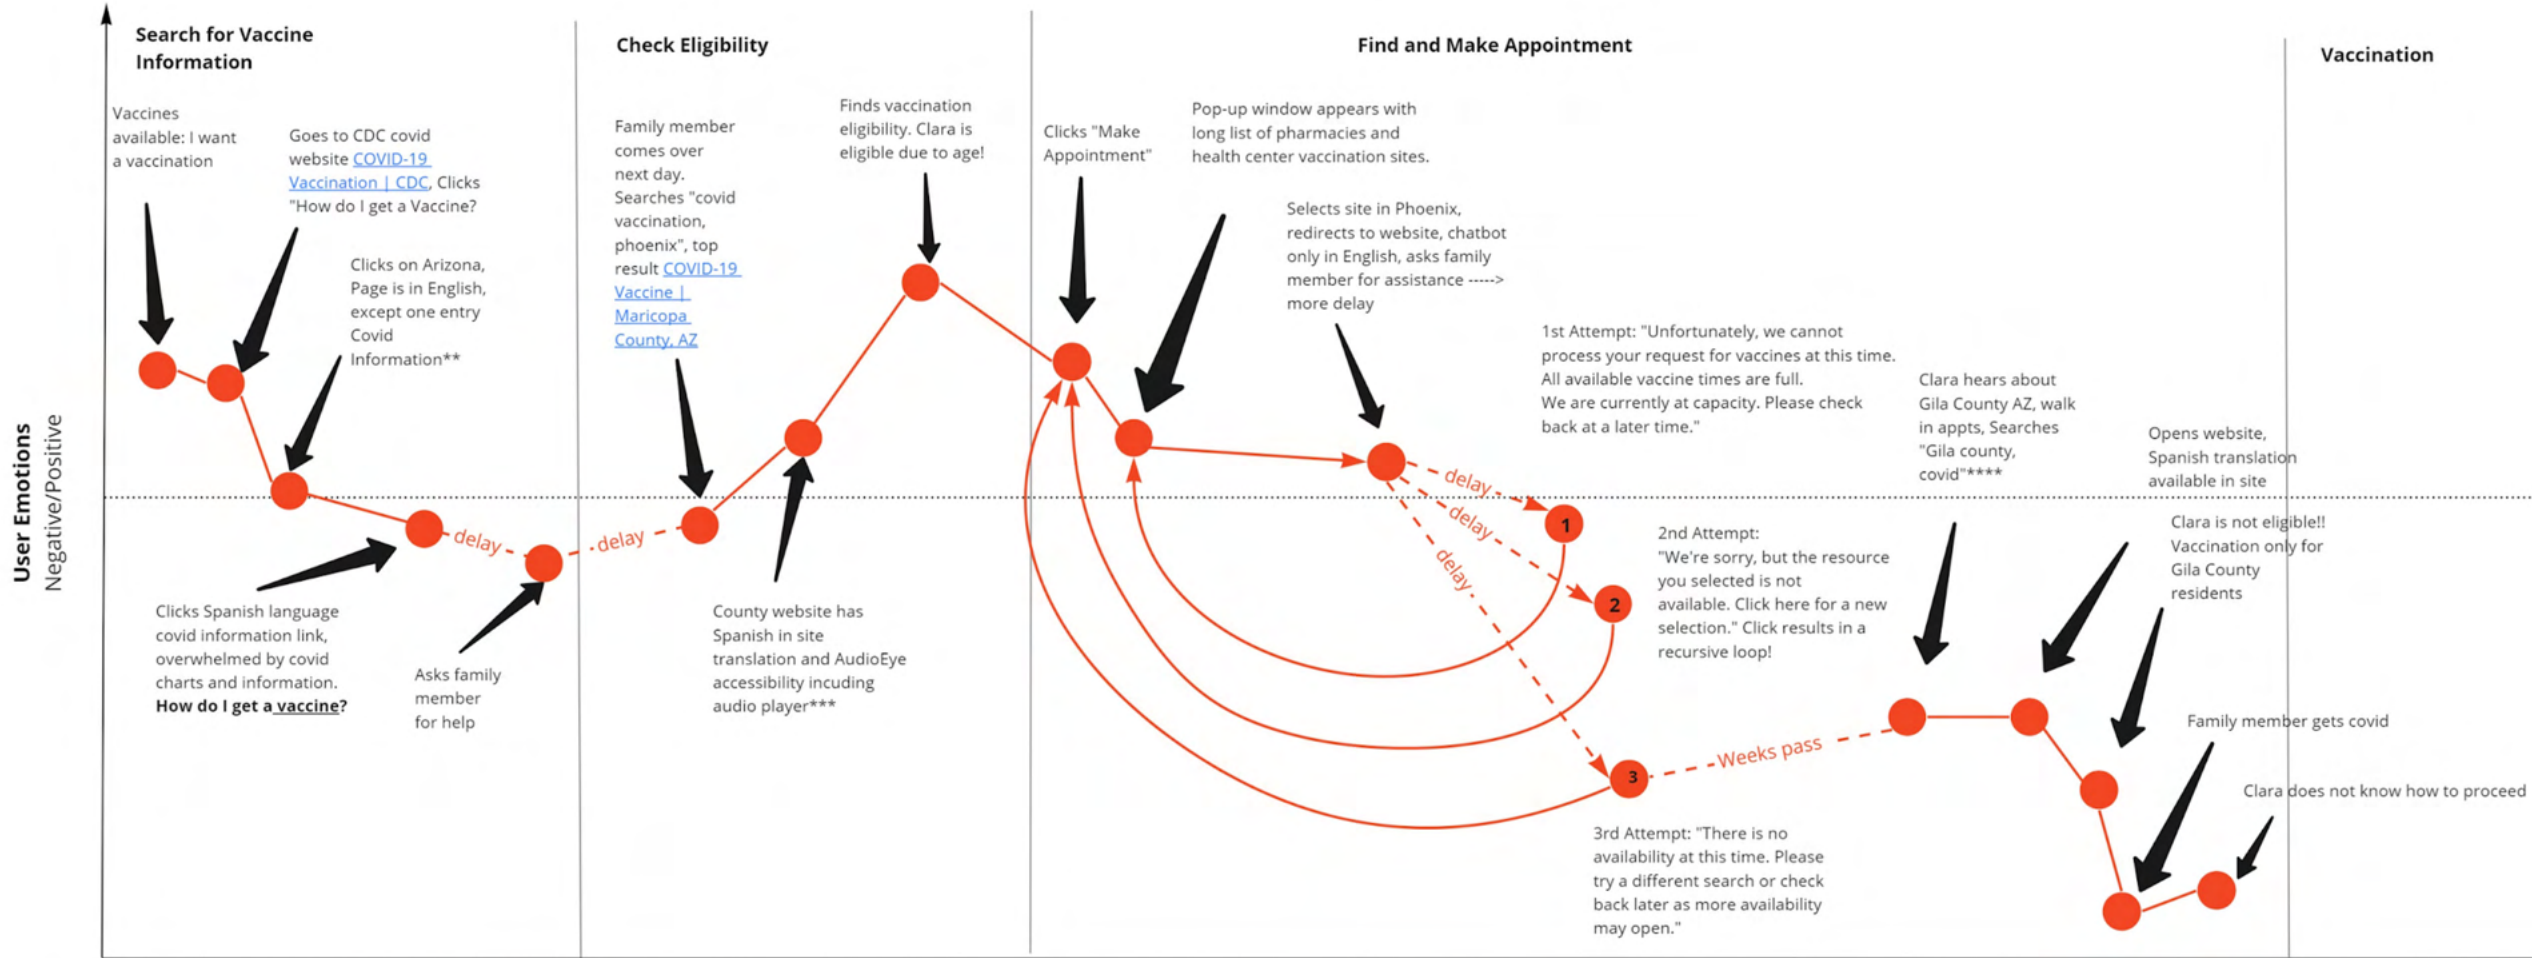 Search for Vaccine
Information
Check Eligibility
Find and Make Appointment
Vaccination
User Emotions
Negative/Positive
Vaccines
available: I want
a vaccination
Goes to CDC covid
website COVID-19
Vaccination | CDC, Clicks
"How do I get a Vaccine?
Clicks on Arizona,
Page is in English,
except one entry
Covid
Information**
Clicks Spanish language
covid information link,
overwhelmed by covid
charts and information.
How do I get a vaccine?
delay
Asks family
member
for help
delay
Family member
comes over
next day.
Searches "covid
vaccination,
phoenix", top
result COVID-19
Vaccine |
Maricopa
County, AZ
County website has
Spanish in site
translation and AudioEye
accessibility incuding
audio player***
Finds vaccination
eligibility. Clara is
eligible due to age!
Clicks "Make
Appointment"
Pop-up window appears with
long list of pharmacies and
health center vaccination sites.
Selects site in Phoenix,
redirects to website, chatbot
only in English, asks family
member for assistance ----->
more delay
delay
delay
delay
1
2
3
1st Attempt: "Unfortunately, we cannot
process your request for vaccines at this time.
All available vaccine times are full.
We are currently at capacity. Please check
back at a later time."
2nd Attempt:
"We're sorry, but the resource
you selected is not
available. Click here for a new
selection." Click results in a
recursive loop!
3rd Attempt: "There is no
availability at this time. Please
try a different search or check
back later as more availability
may open."
Weeks pass
Clara hears about
Gila County AZ, walk
in appts, Searches
"Gila county,
covid"****
Opens website,
Spanish translation
available in site
Clara is not eligible!!
Vaccination only for
Gila County
residents
Family member gets covid
Clara does not know how to proceed